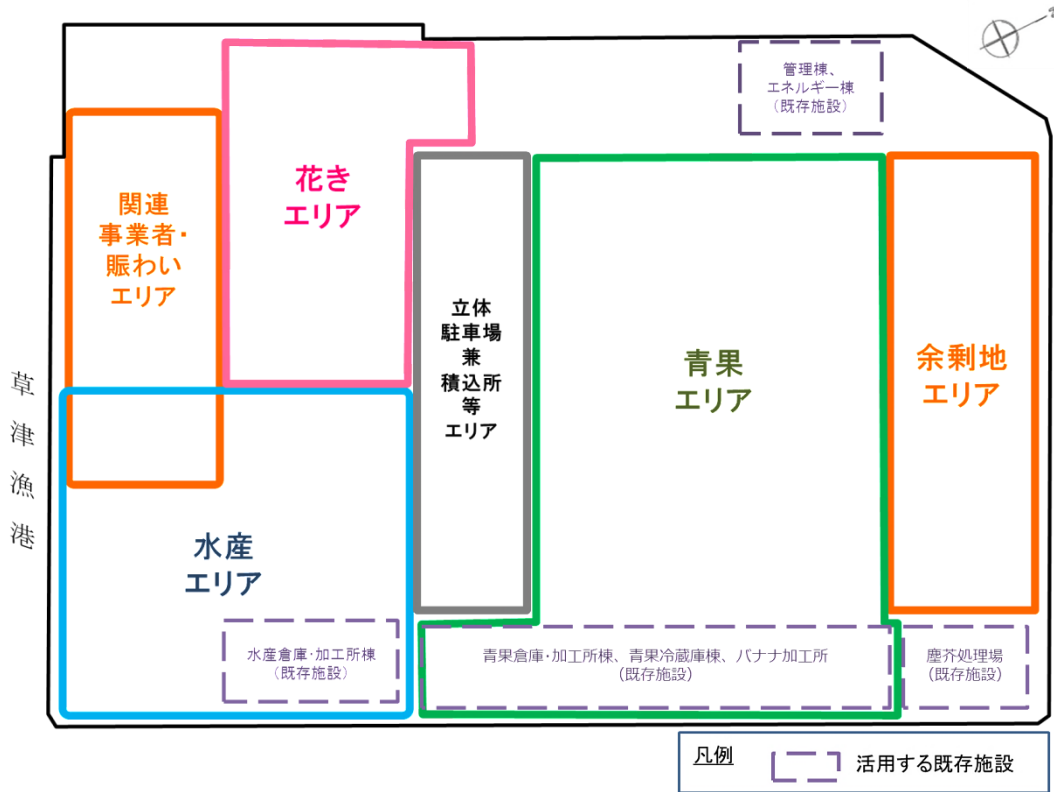 管理棟、
エネルギー棟
(既存施設)
花き
エリア
関連
事業者・
賑わい
エリア
立体
駐車場
兼
積込所
等
エリア
青果
エリア
余剰地
エリア
草津漁港
水産
エリア
水産倉庫・加工所棟
(既存施設)
青果倉庫・加工所棟、青果冷蔵庫棟、バナナ加工所
(既存施設)
塵芥処理場
(既存施設)
凡例
活用する既存施設